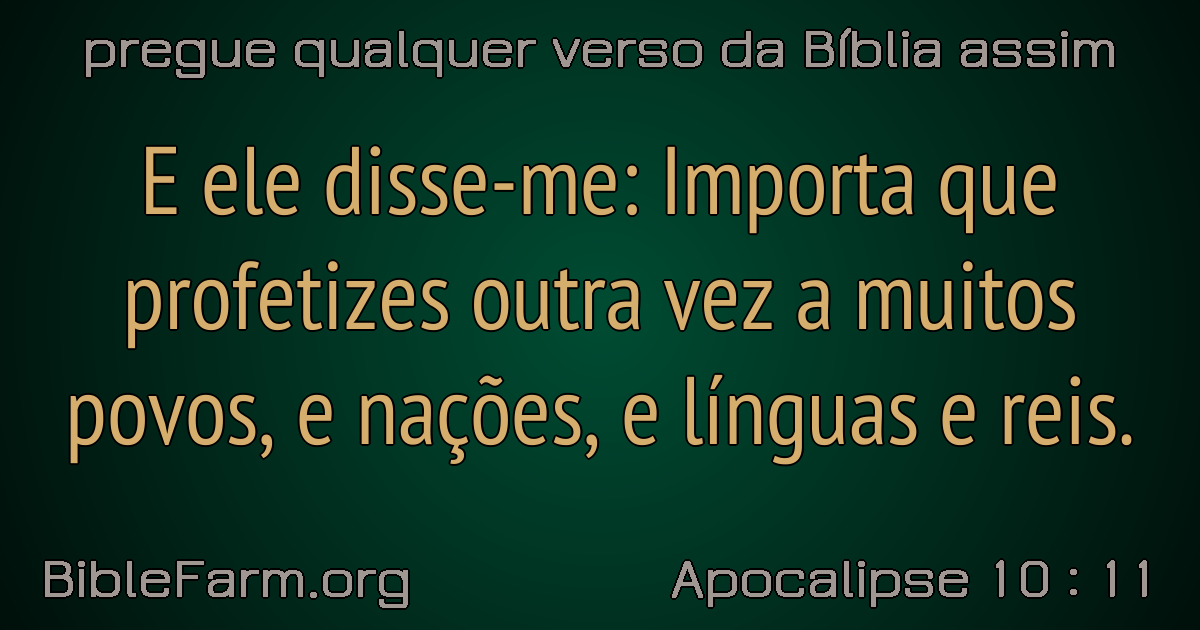 pregue qualquer verso da Bíblia assim
E ele disse-me: Importa que
profetizes outra vez a muitos
povos, e nações, e línguas e reis.
BibleFarm.org
Apocalipse 10 : 11